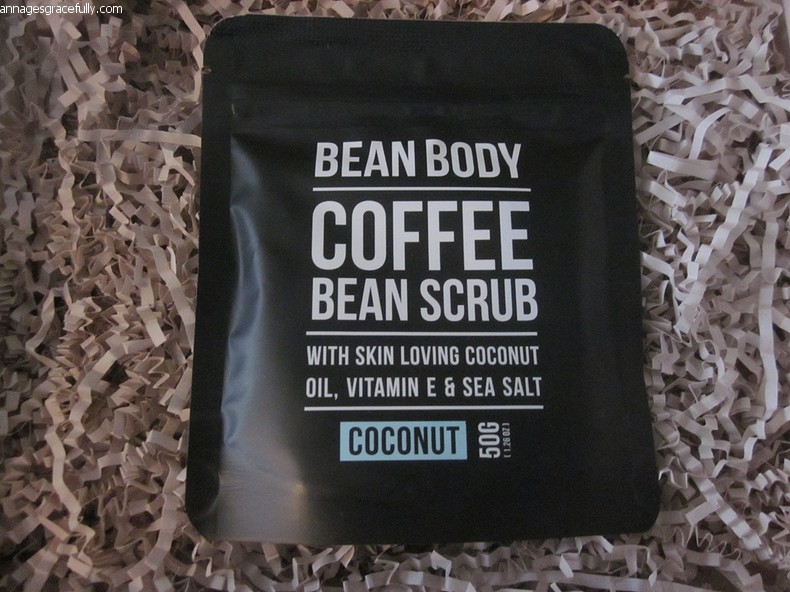 annagesgracefully.com
BEAN BODY
COFFEE
BEAN SCRUB
WITH SKIN LOVING COCONUT
OIL, VITAMIN E & SEA SALT
COCONUT
50G
(1.26 OZ)